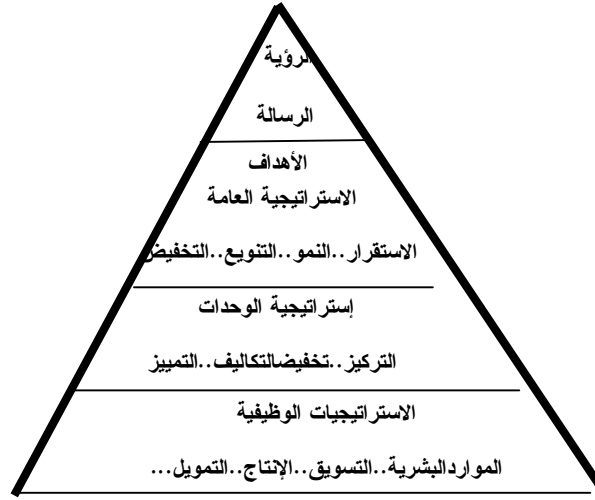 الرؤية
الرسالة
الأهداف
الاستراتيجية العامة
الاستقرار..النمو..التنويع..التخفيض
إستراتيجية الوحدات
التركيز..تخفيضالتكاليف..التمييز
الاستراتيجيات الوظيفية
المواردالبشرية..التسويق..الإنتاج..التمويل...